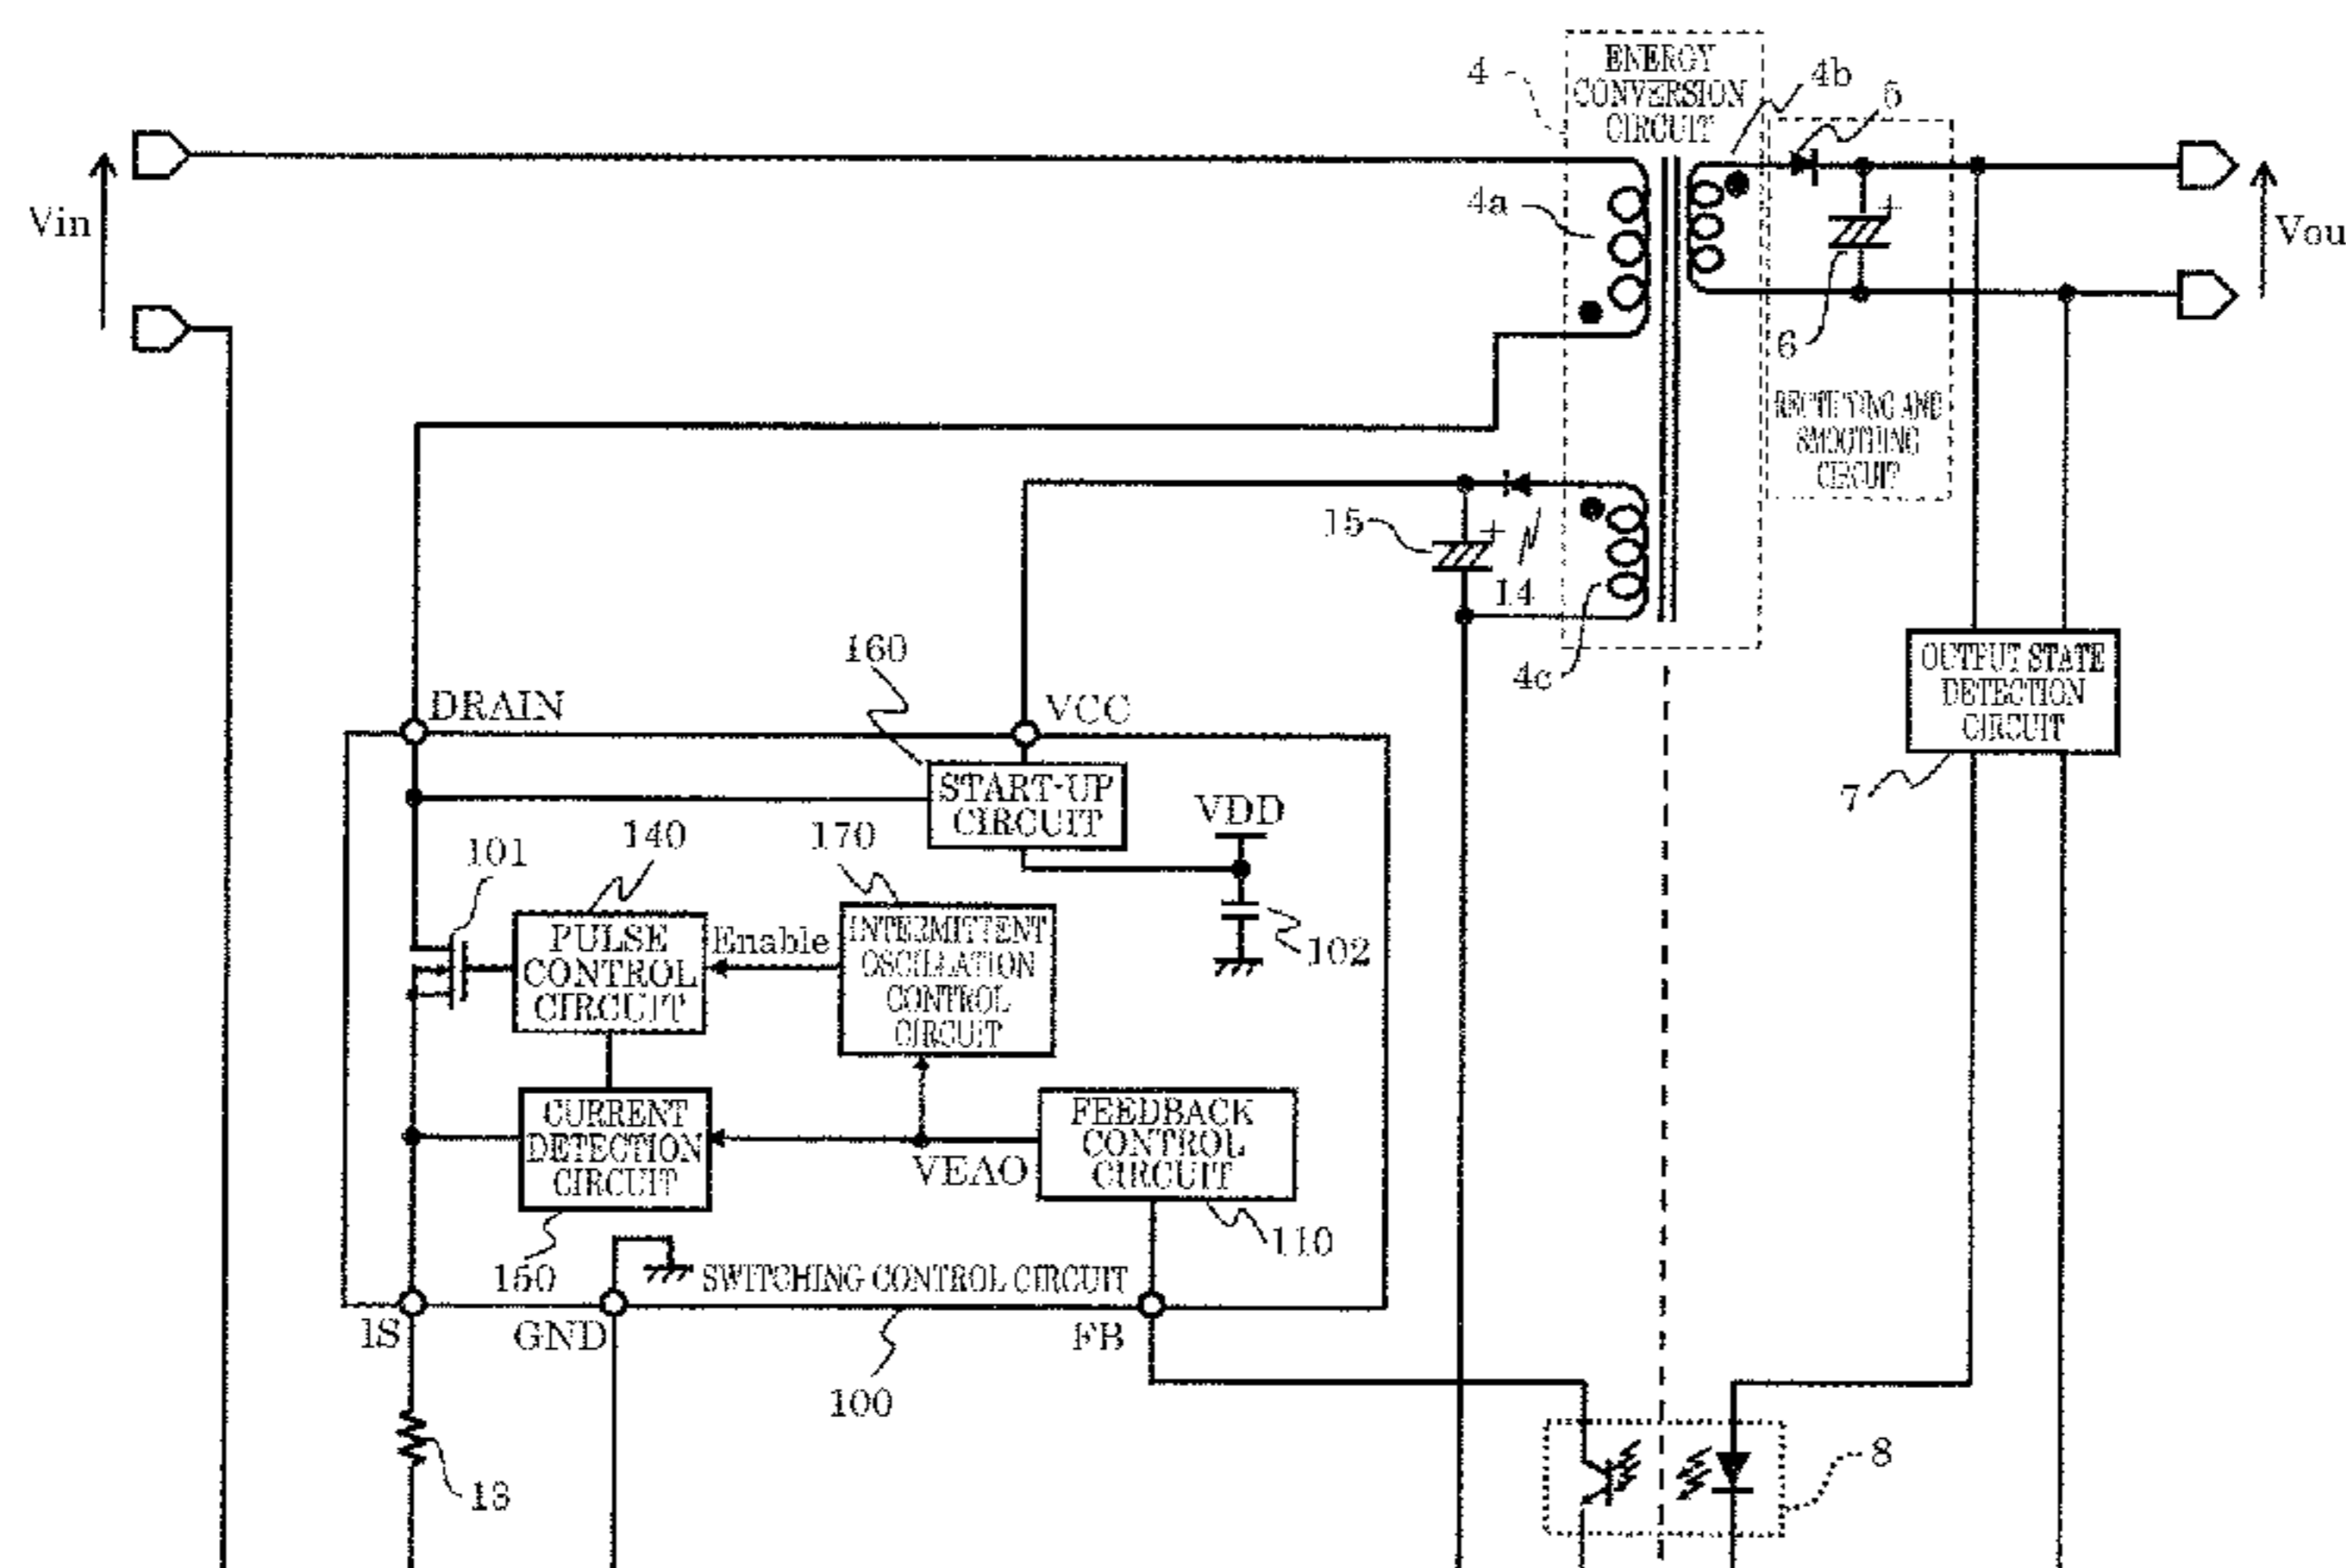 ENERGY
CONVERSION
CIRCUIT
4
4b
5
Vin
4a
Vou
6
RECTIFYING AND
SMOOTHING
CIRCUIT
15
14
4c
OUTPUT STATE
DETECTION
CIRCUIT
7
160
DRAIN
VCC
START-UP
CIRCUIT
VDD
101
140
170
PULSE
CONTROL
CIRCUIT
Enable
INTERMITTENT
OSCILLATION
CONTROL
CIRCUIT
102
CURRENT
DETECTION
CIRCUIT
VEAO
FEEDBACK
CONTROL
CIRCUIT
150
110
SWITCHING CONTROL CIRCUIT
IS
GND
FB
100
13
8